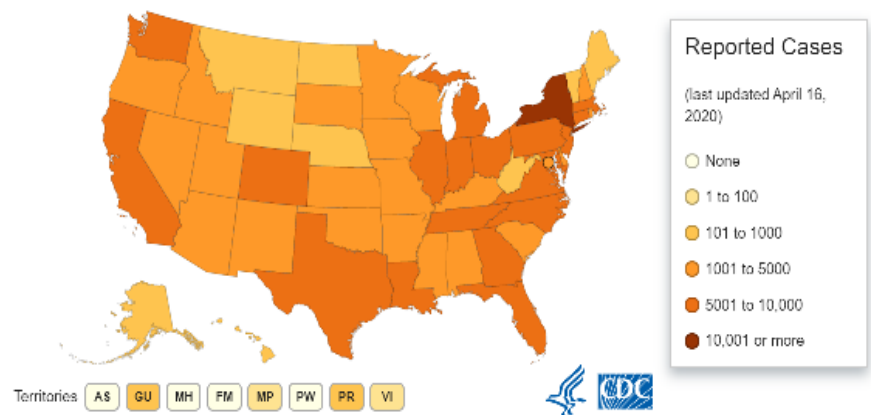 Reported Cases
(last updated April 16,
2020)
None
1 to 100
101 to 1000
1001 to 5000
5001 to 10,000
10,001 or more
Territories AS GU MH FM MP PW PR VI
CDC